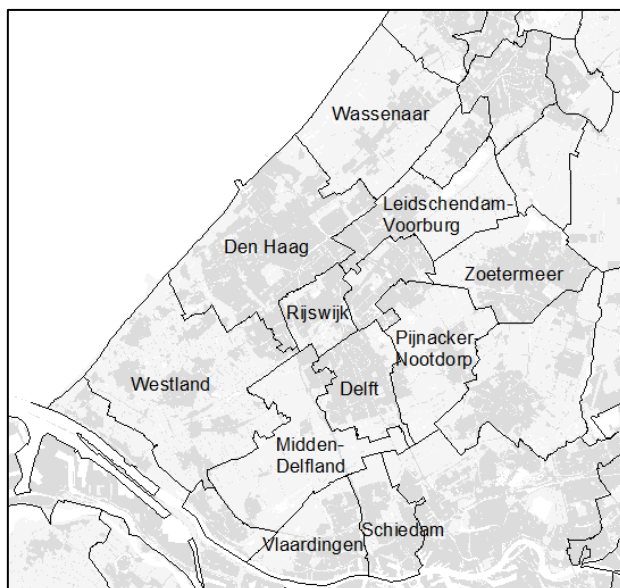 Wassenaar
Leidschendam-
Voorburg
Den Haag
Zoetermeer
Rijswijk
Pijnacker
Nootdorp
Westland
Delft
Midden-
Delfland
Schiedam
Vlaardingen